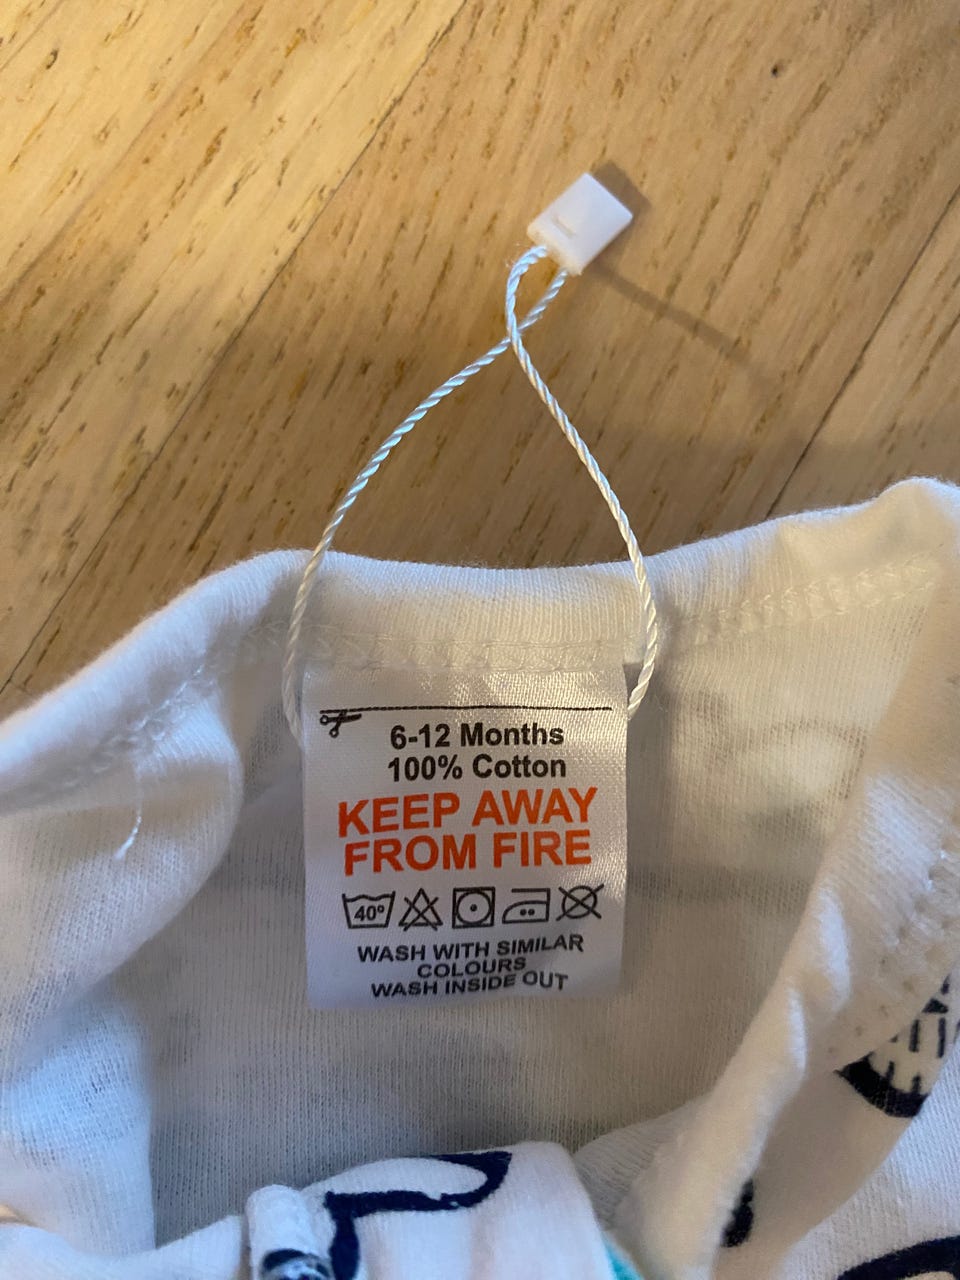 6-12 Months
100% Cotton
KEEP AWAY
FROM FIRE
40°
WASH WITH SIMILAR
COLOURS
WASH INSIDE OUT